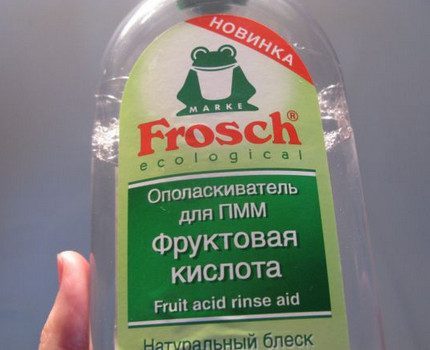 НОВИНКА
MARKE
Frosch®
ecological
Ополаскиватель
для ПММ
Фруктовая
кислота
Fruit acid rinse aid
Натуральный блеск